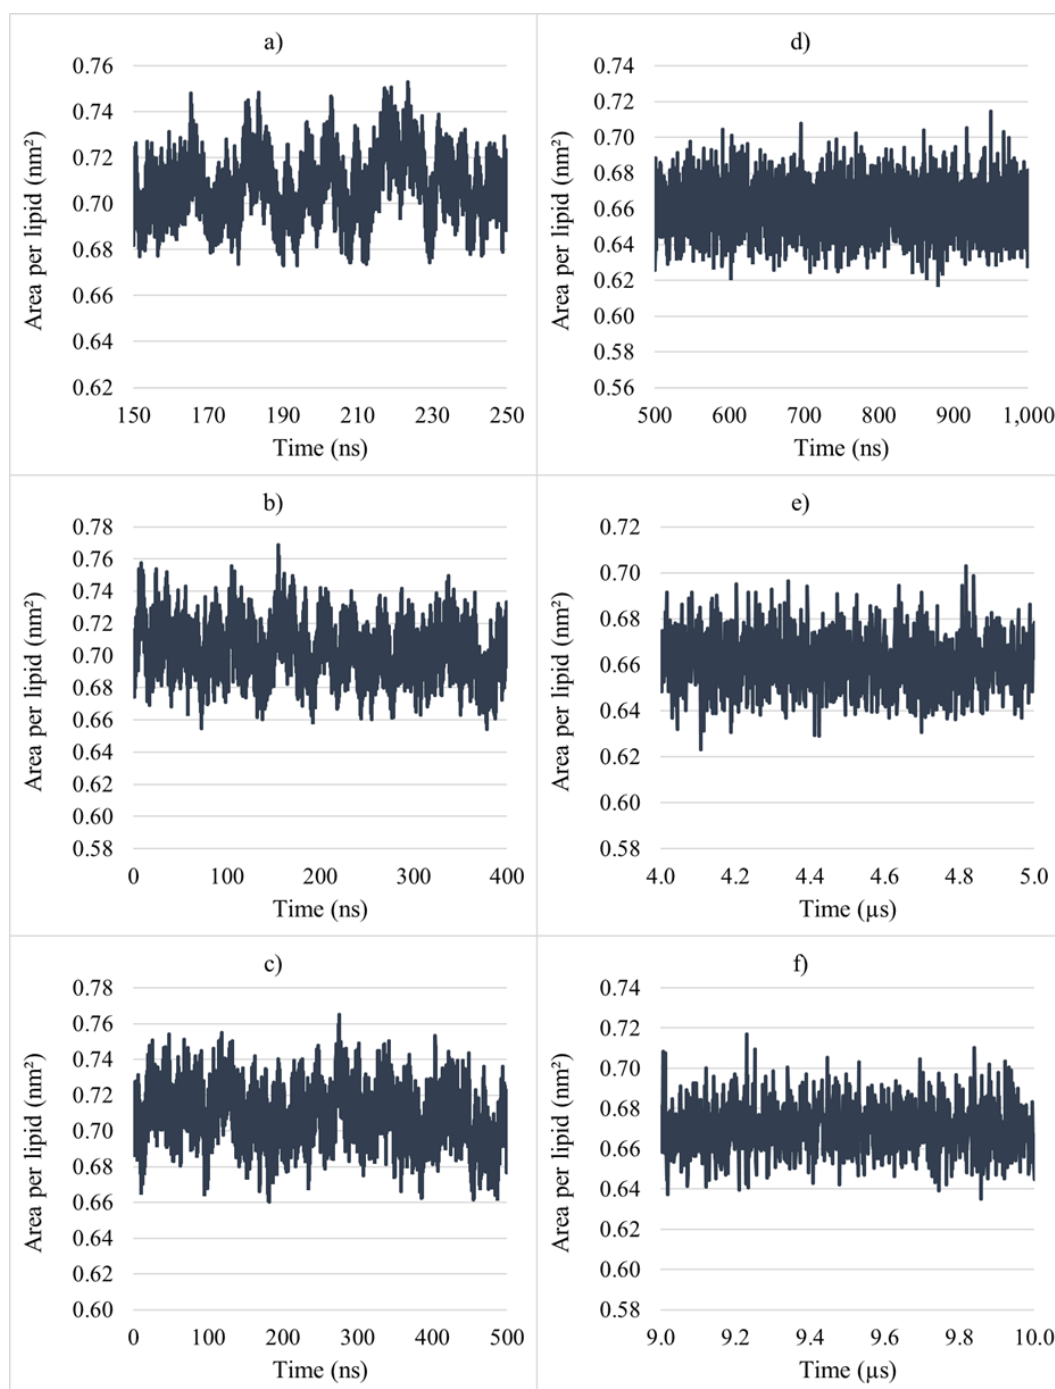 a)
Area per lipid (nm²)
0.76
0.74
0.72
0.70
0.68
0.66
0.64
0.62
150 170 190 210 230 250
Time (ns)
d)
Area per lipid (nm²)
0.74
0.72
0.70
0.68
0.66
0.64
0.62
0.60
0.58
0.56
500 600 700 800 900 1,000
Time (ns)
b)
Area per lipid (nm²)
0.78
0.76
0.74
0.72
0.70
0.68
0.66
0.64
0.62
0.60
0.58
0 100 200 300 400
Time (ns)
e)
Area per lipid (nm²)
0.72
0.70
0.68
0.66
0.64
0.62
0.60
0.58
4.0 4.2 4.4 4.6 4.8 5.0
Time (µs)
c)
Area per lipid (nm²)
0.78
0.76
0.74
0.72
0.70
0.68
0.66
0.64
0.62
0.60
0 100 200 300 400 500
Time (ns)
f)
Area per lipid (nm²)
0.74
0.72
0.70
0.68
0.66
0.64
0.62
0.60
0.58
9.0 9.2 9.4 9.6 9.8 10.0
Time (µs)